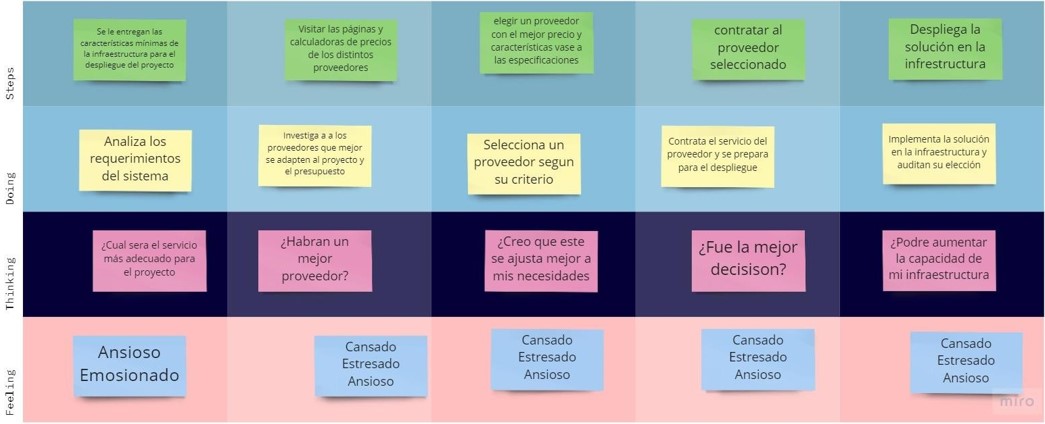 Steps
Se le entregan las
características mínimas de
la infraestructura para el
despliegue del proyecto
Visitar las páginas y
calculadoras de precios
de los distintos
proveedores
elegir un proveedor
con el mejor precio y
características vase a
las especificaciones
contratar al
proveedor
seleccionado
Despliega la
solución en la
infrestructura
Doing
Analiza los
requerimientos
del sistema
Investiga a a los
proveedores que mejor
se adapten al proyecto y
el presupuesto
Selecciona un
proveedor segun
su criterio
Contrata el servicio del
proveedor y se prepara
para el despliegue
Implementa la solución
en la infraestructura y
auditan su elección
Thinking
¿Cual sera el servicio
más adecuado para
el proyecto
¿Habran un
mejor
proveedor?
¿Creo que este
se ajusta mejor a
mis necesidades
¿Fue la mejor
decisison?
¿Podre aumentar
la capacidad de
mi infraestructura
Feeling
Ansioso
Emosionado
Cansado
Estresado
Ansioso
Cansado
Estresado
Ansioso
Cansado
Estresado
Ansioso
Cansado
Estresado
Ansioso
miro